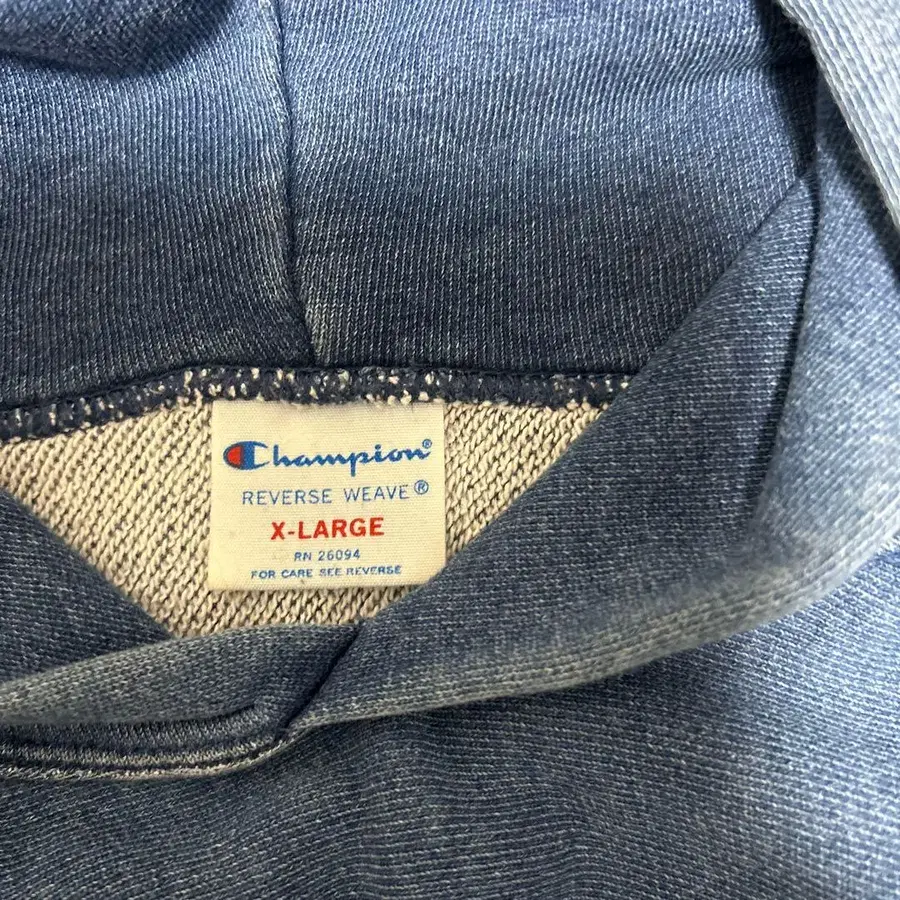 Champion®
REVERSE WEAVE®
X-LARGE
RN 26094
FOR CARE SEE REVERSE